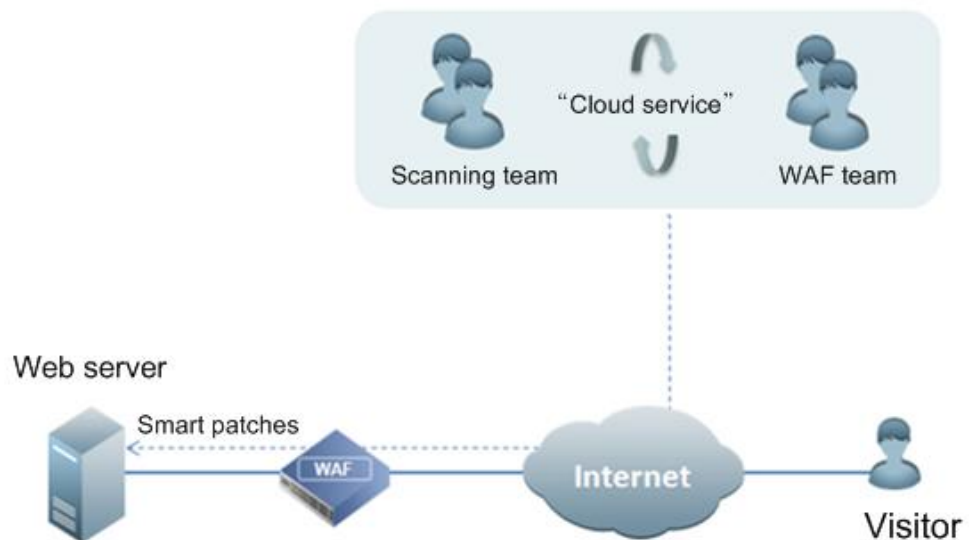 “Cloud service”
Scanning team
WAF team
Web server
Smart patches
WAF
Internet
Visitor